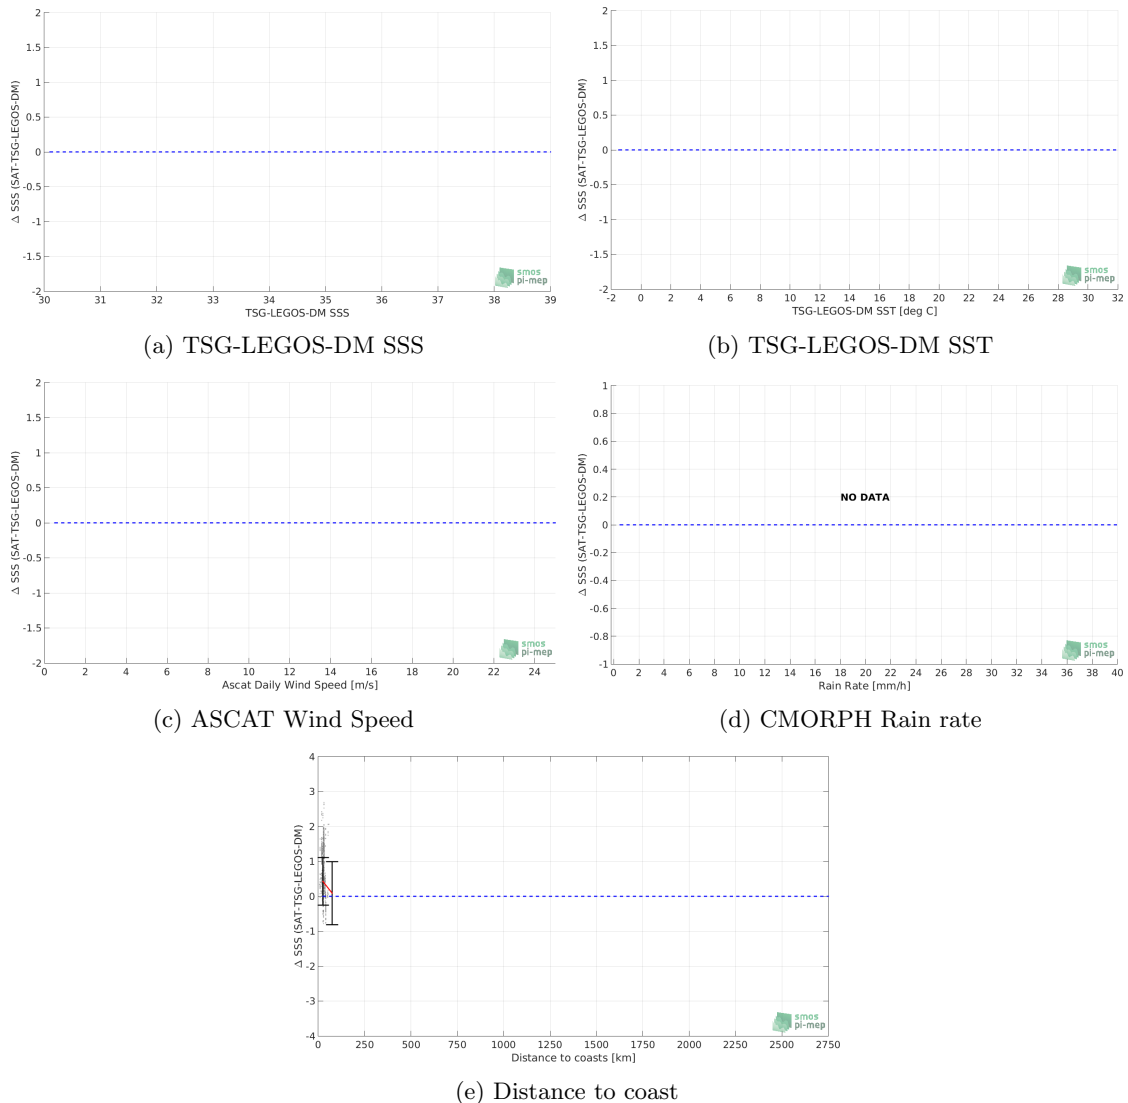 2
1.5
1
0.5
0
-0.5
-1
-1.5
-2
Δ SSS (SAT-TSG-LEGOS-DM)
30 31 32 33 34 35 36 37 38 39
TSG-LEGOS-DM SSS
smos
pi-mep
(a) TSG-LEGOS-DM SSS
2
1.5
1
0.5
0
-0.5
-1
-1.5
-2
Δ SSS (SAT-TSG-LEGOS-DM)
-2 0 2 4 6 8 10 12 14 16 18 20 22 24 26 28 30 32
TSG-LEGOS-DM SST [deg C]
smos
pi-mep
(b) TSG-LEGOS-DM SST
2
1.5
1
0.5
0
-0.5
-1
-1.5
-2
Δ SSS (SAT-TSG-LEGOS-DM)
0 2 4 6 8 10 12 14 16 18 20 22
Ascat Daily Wind Speed [m/s]
smos
pi-mep
(c) ASCAT Wind Speed
1
0.8
0.6
0.4
0.2
0
-0.2
-0.4
-0.6
-0.8
-1
Δ SSS (SAT-TSG-LEGOS-DM)
NO DATA
0 2 4 6 8 10 12 14 16 18 20 22 24 26 28 30 32 34 36 38 40
Rain Rate [mm/h]
smos
pi-mep
(d) CMORPH Rain rate
4
3
2
1
0
-1
-2
-3
-4
Δ SSS (SAT-TSG-LEGOS-DM)
0 250 500 750 1000 1250 1500 1750 2000 2250 2500 2750
Distance to coasts [km]
smos
pi-mep
(e) Distance to coast